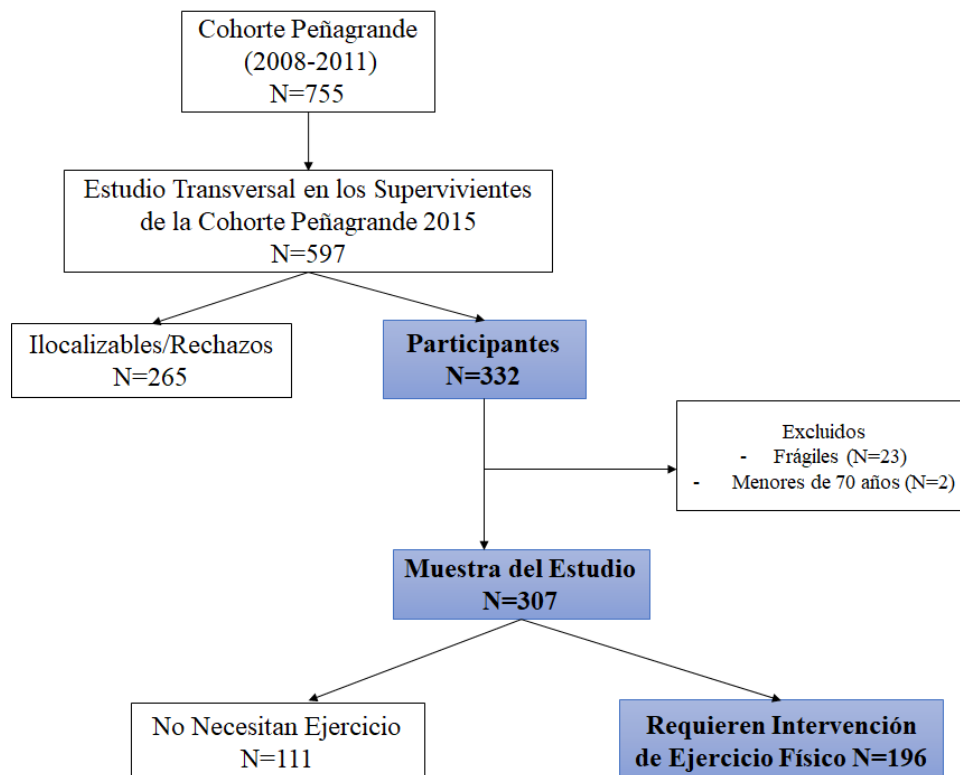 Cohorte Peñagrande
(2008-2011)
N=755
Estudio Transversal en los Supervivientes
de la Cohorte Peñagrande 2015
N=597
Ilocalizables/Rechazos
N=265
Participantes
N=332
Excluidos
- Frágiles (N=23)
- Menores de 70 años (N=2)
Muestra del Estudio
N=307
No Necesitan Ejercicio
N=111
Requieren Intervención
de Ejercicio Físico N=196